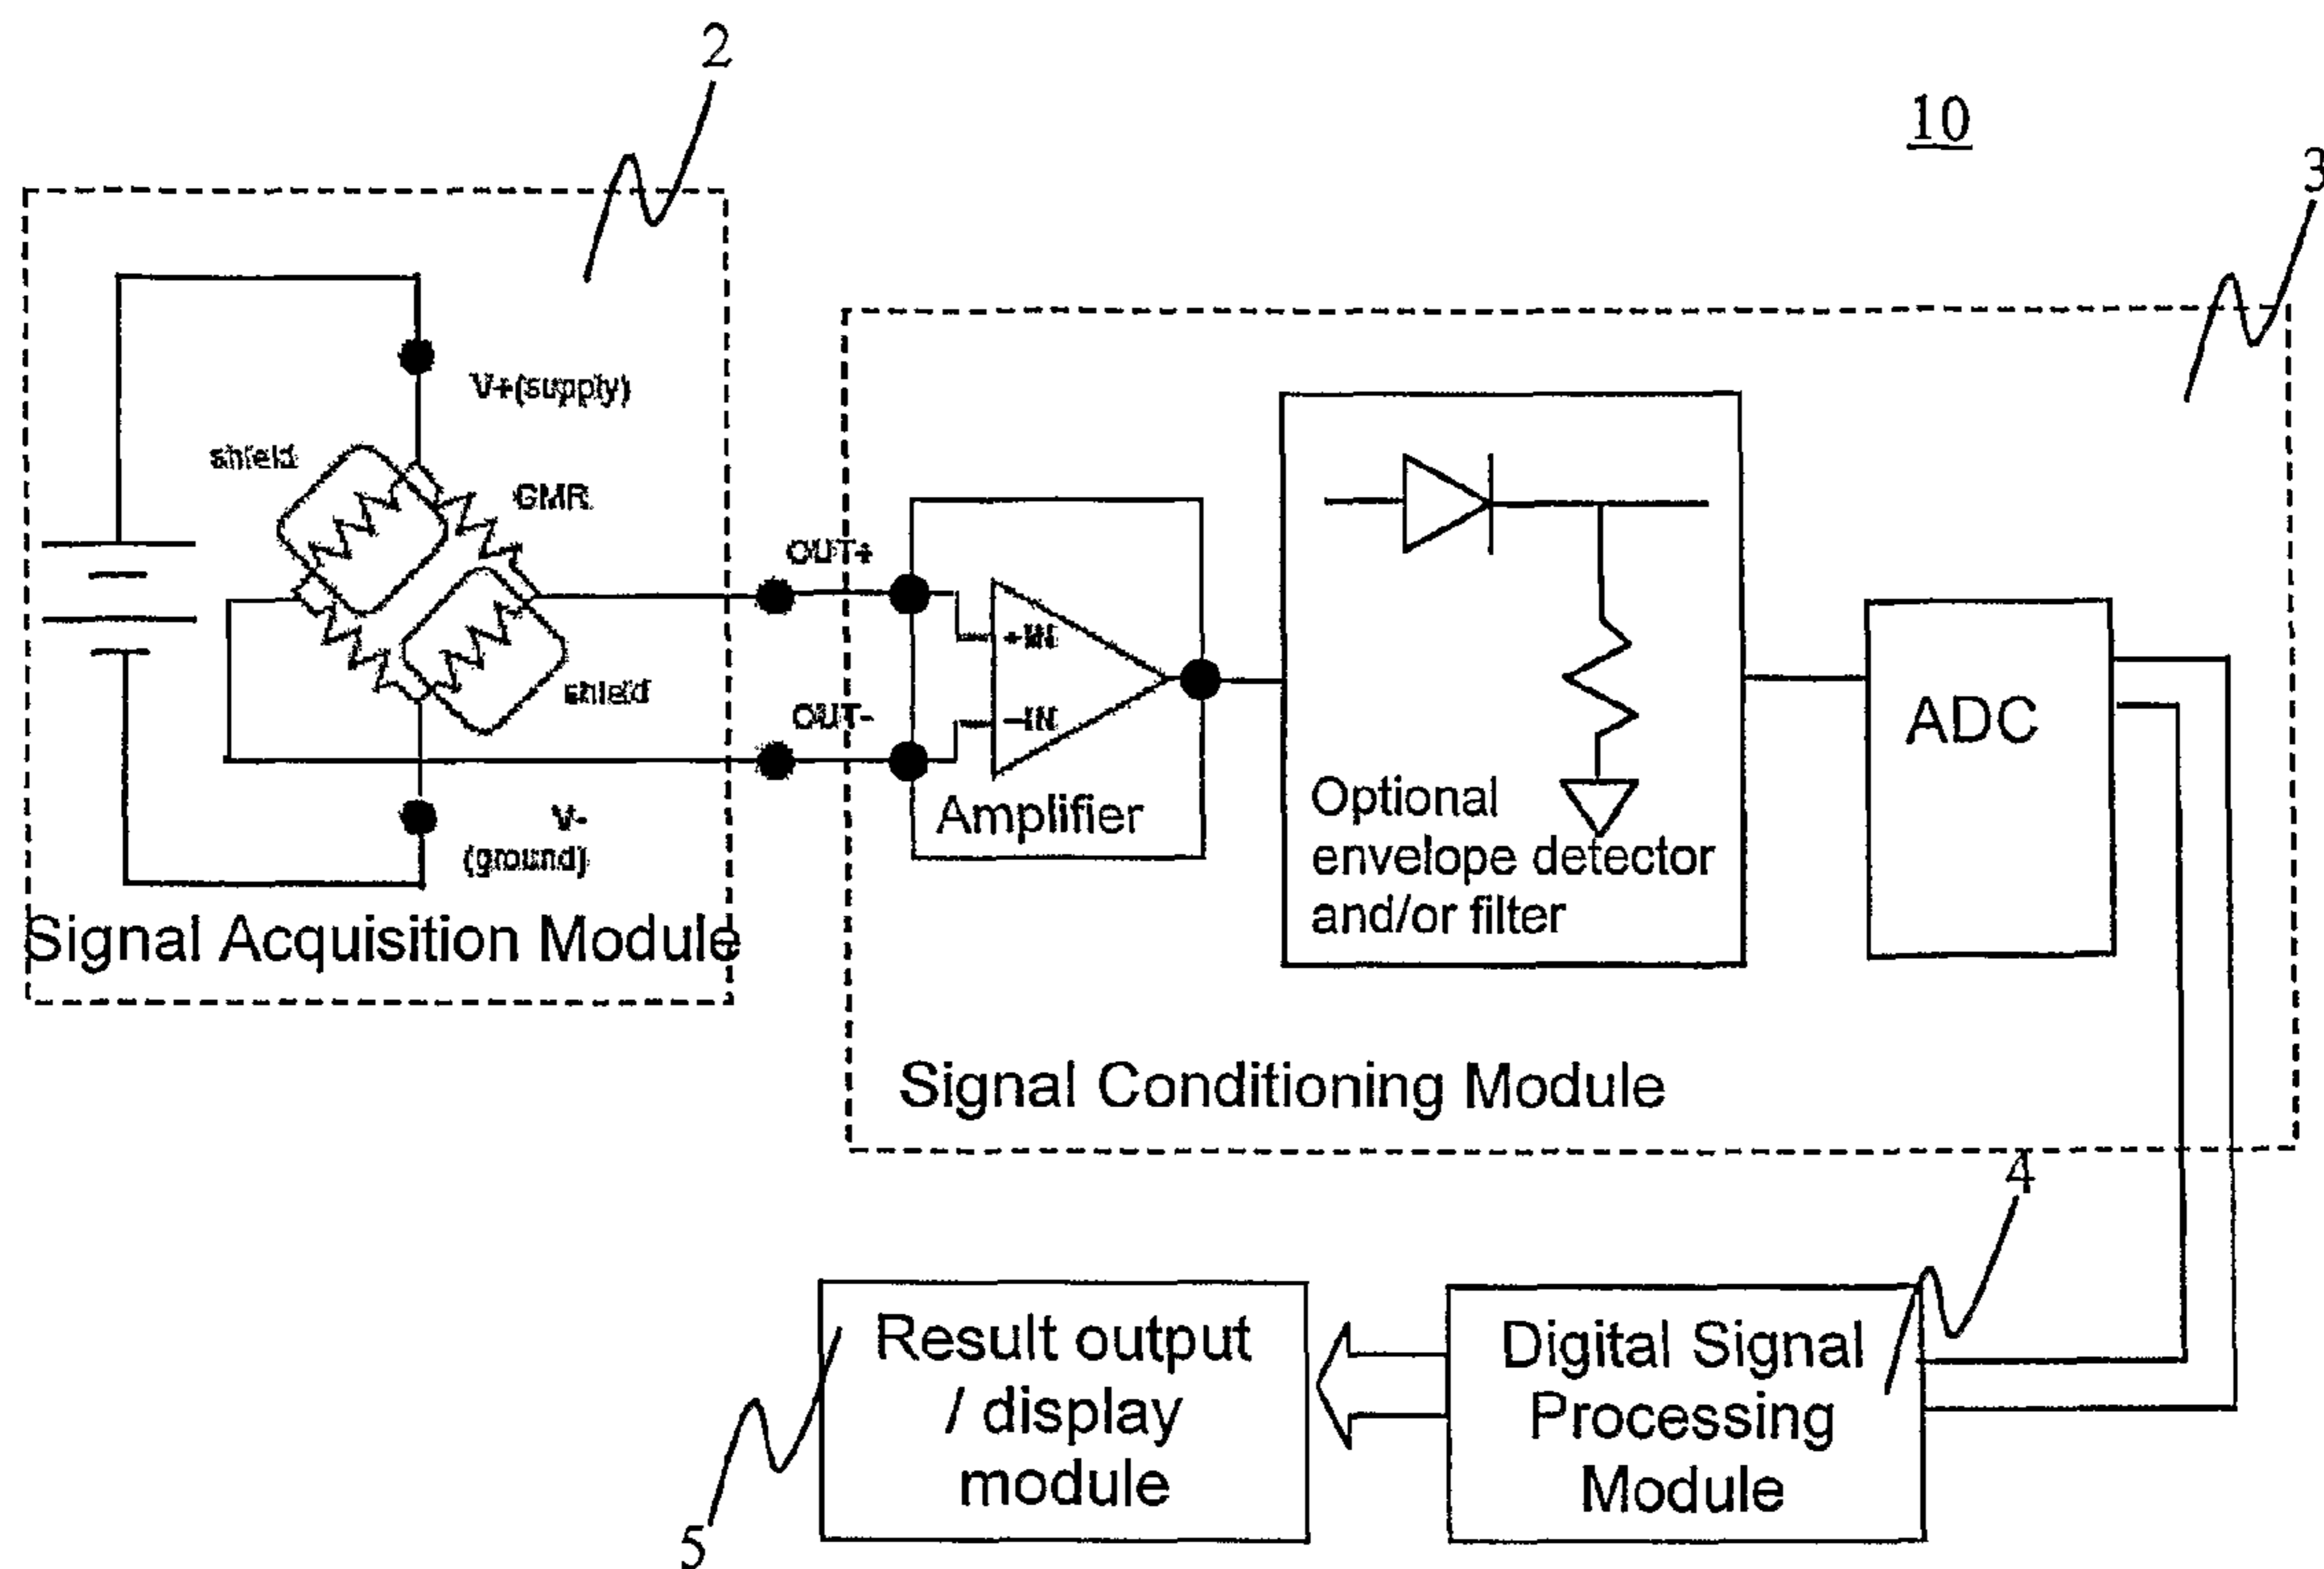 2
10
3
V+(supply)
shield
GMR
OUT+
+IN
shield
OUT-
-IN
ADC
V-
(ground)
Amplifier
Optional
envelope detector
and/or filter
Signal Acquisition Module
Signal Conditioning Module
4
Result output
/ display
module
Digital Signal
Processing
Module
5